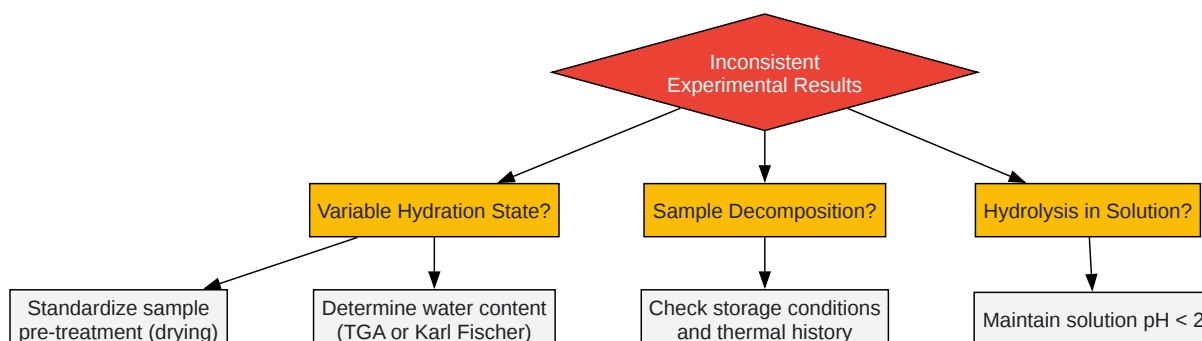 Inconsistent
Experimental Results
Variable Hydration State?
Sample Decomposition?
Hydrolysis in Solution?
Standardize sample
pre-treatment (drying)
Determine water content
(TGA or Karl Fischer)
Check storage conditions
and thermal history
Maintain solution pH < 2